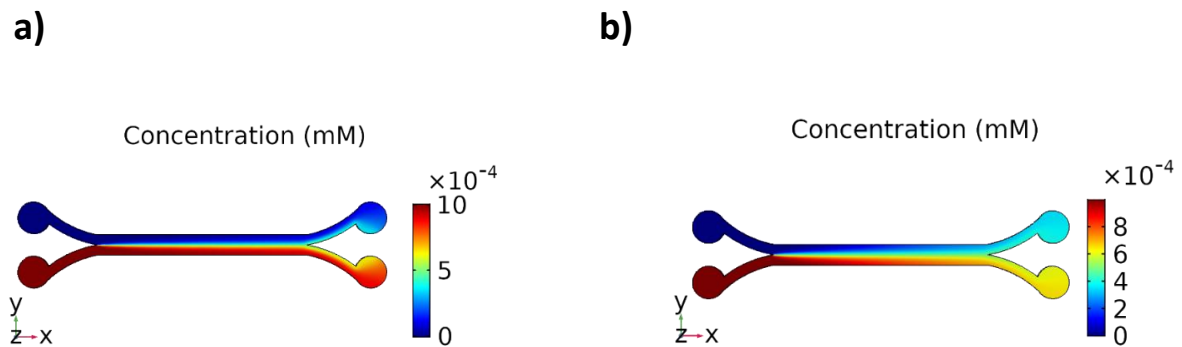 a)
b)
Concentration (mM)
×10⁻⁴
10
5
0
y
z x
Concentration (mM)
×10⁻⁴
8
6
4
2
0
y
z x